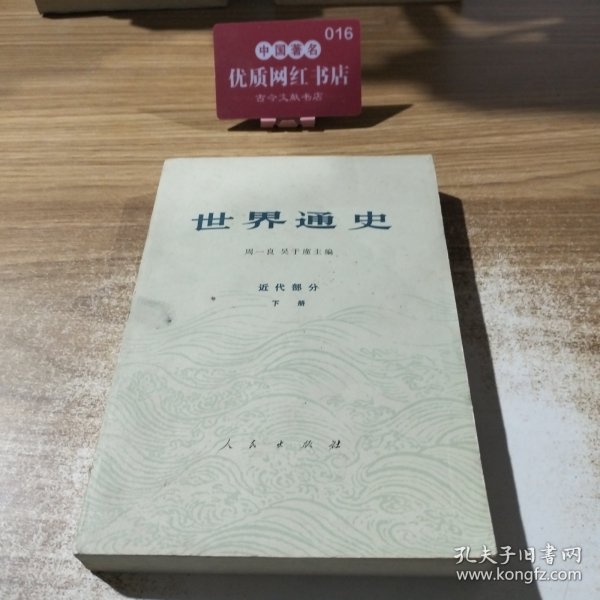 016
中国著名
优质网红书店
古今文献书店
世界通史
周一良 吴于廑主编
近代部分
下册
人民出版社
孔夫子旧书网
www.kongfz.com